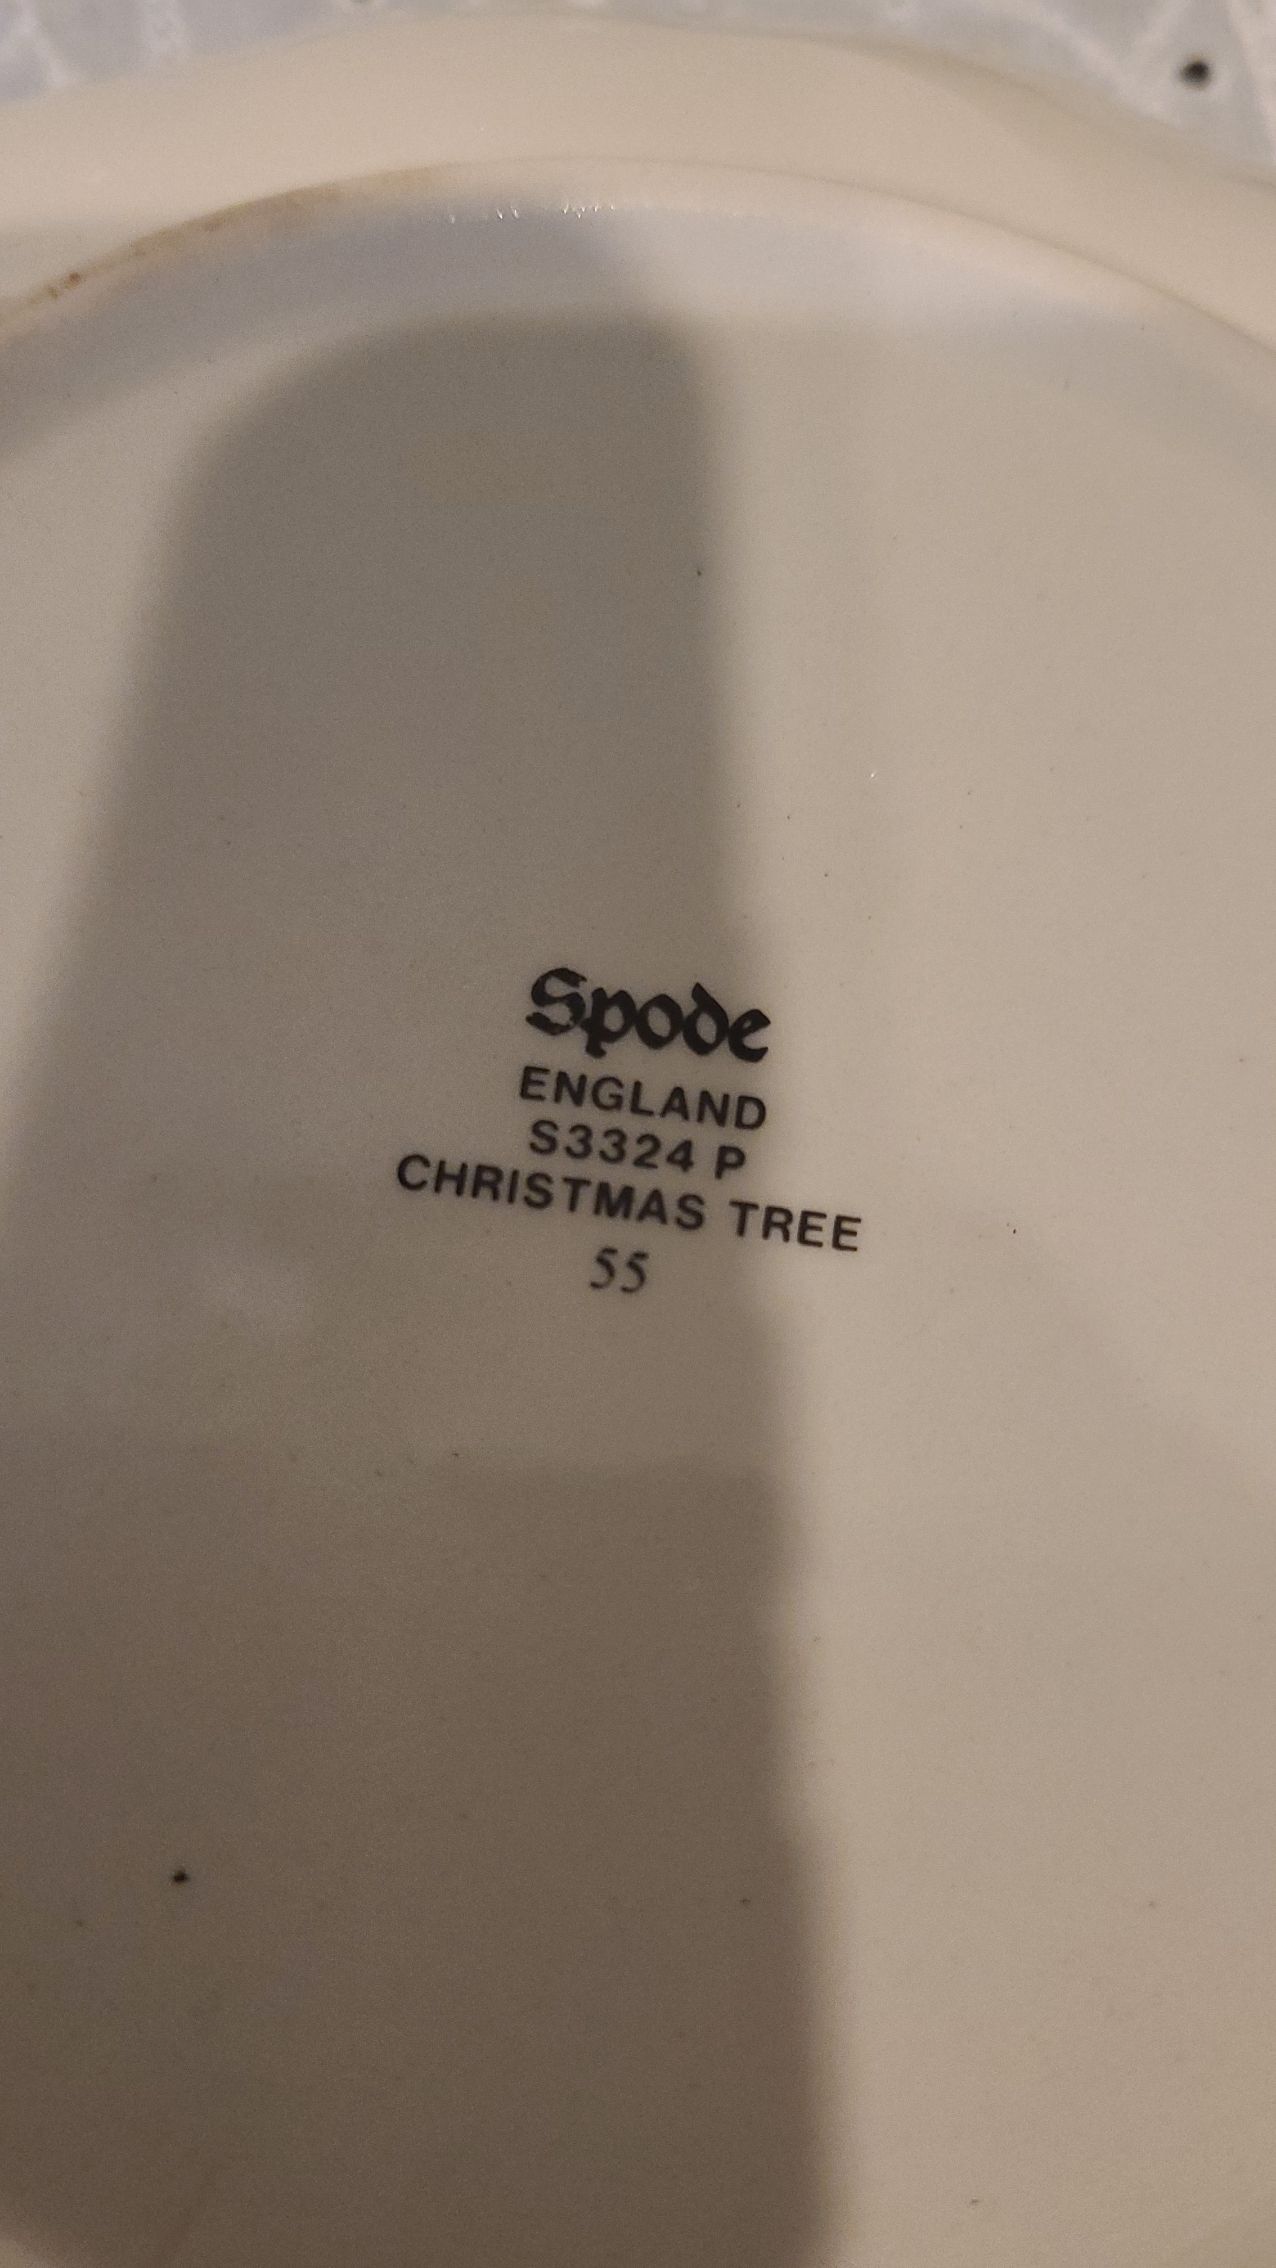 Spode
ENGLAND
S3324 P
CHRISTMAS TREE
55